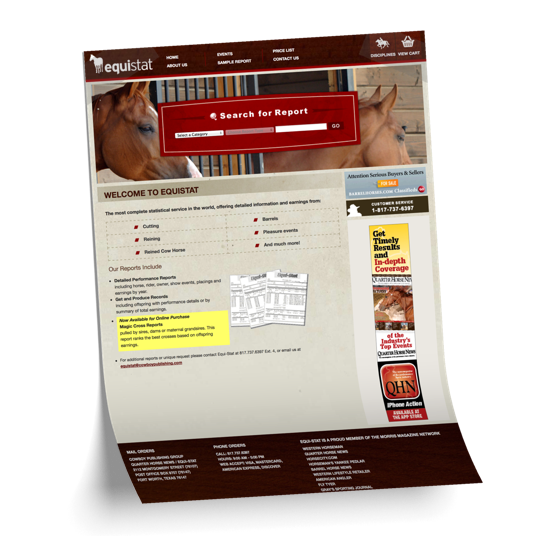 equistat
HOME
EVENTS
PRICE LIST
ABOUT US
SAMPLE REPORT
CONTACT US
DISCIPLINES VIEW CART
Search for Report
Select a Category
GO
WELCOME TO EQUISTAT
The most complete statistical service in the world, offering detailed information and earnings from:
Cutting
Barrels
Reining
Pleasure events
Reined Cow Horse
And much more!
Our Reports Include
Detailed Performance Reports
including horse, rider, owner, show events, placings and
earnings by year.
Get and Produce Records
including offspring with performance details or by
summary of total earnings.
Now Available for Online Purchase
Magic Cross Reports
pulled by sires, dams or maternal grandsires. This
report ranks the best crosses based on offspring
earnings.
For additional reports or unique request please contact Equi-Stat at 817.737.6397 Ext. 4, or email us at
equistat@cowboypublishing.com
Attention Serious Buyers & Sellers
FOR SALE
BARRELHORSES.COM Classifieds
CUSTOMER SERVICE
1-817-737-6397
Get
Timely
Results
and
In-depth
Coverage
QUARTER HORSE NEWS
of the
Industry's
Top Events
QUARTER HORSE NEWS
QHN
iPhone Action
AVAILABLE AT
THE APP STORE
MAIL ORDERS
COWBOY PUBLISHING GROUP
QUARTER HORSE NEWS / EQUI-STAT
2112 MONTGOMERY STREET (76107)
POST OFFICE BOX 9707 (76147)
FORT WORTH, TEXAS 76147
PHONE ORDERS
CALL: 817.737.6397
HOURS: 8:00 AM - 5:00 PM
WEB ACCEPT VISA, MASTERCARD,
AMERICAN EXPRESS, DISCOVER.
EQUI-STAT IS A PROUD MEMBER OF THE MORRIS MAGAZINE NETWORK
WESTERN HORSEMAN
QUARTER HORSE NEWS
HORSECITY.COM
HORSEMAN'S YANKEE PEDLAR
BARREL HORSE NEWS
WESTERN LIFESTYLE RETAILER
AMERICAN ANGLER
FLY TYER
GRAY'S SPORTING JOURNAL